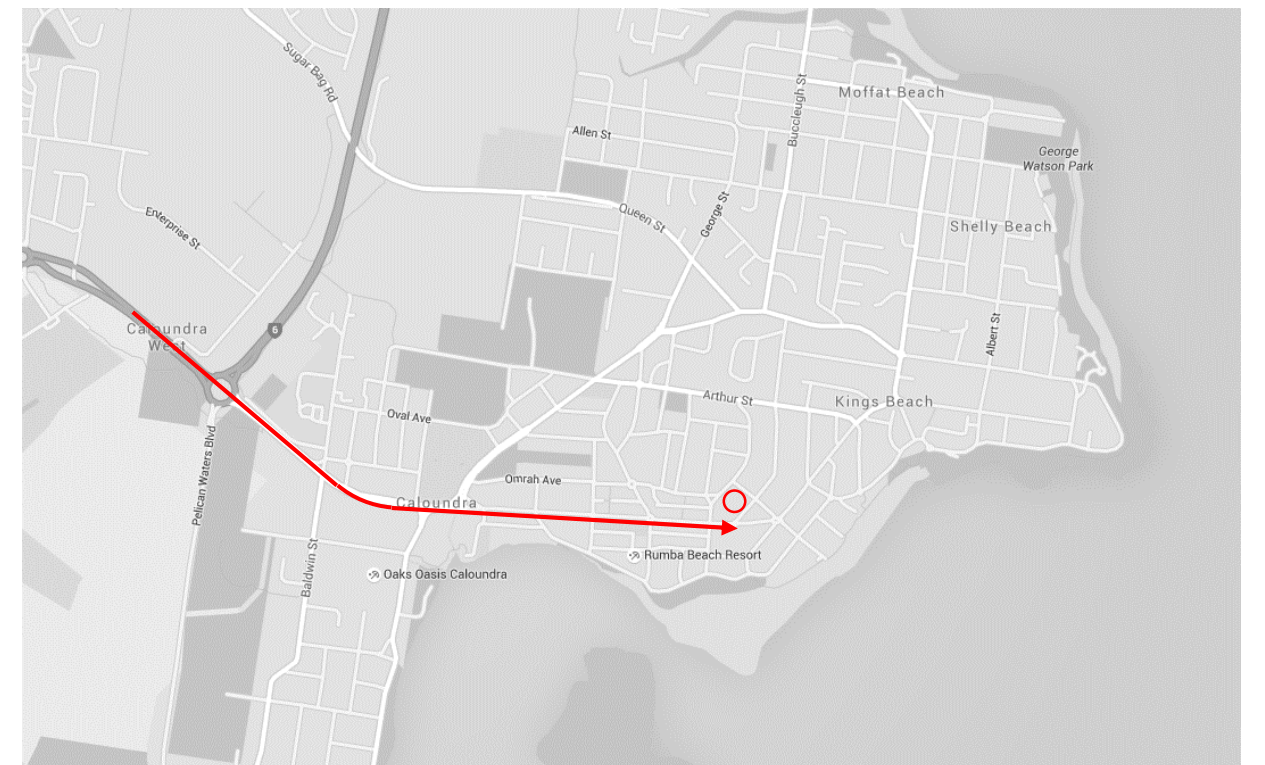 Sugar Bag Rd
Buccleugh St
Moffat Beach
Allen St
George
Watson Park
Enterprise St
Queen St
George St
Shelly Beach
Caloundra
West
6
Albert St
Arthur St
Kings Beach
Oval Ave
Pelican Waters Blvd
Omrah Ave
Caloundra
Baldwin St
Rumba Beach Resort
Oaks Oasis Caloundra